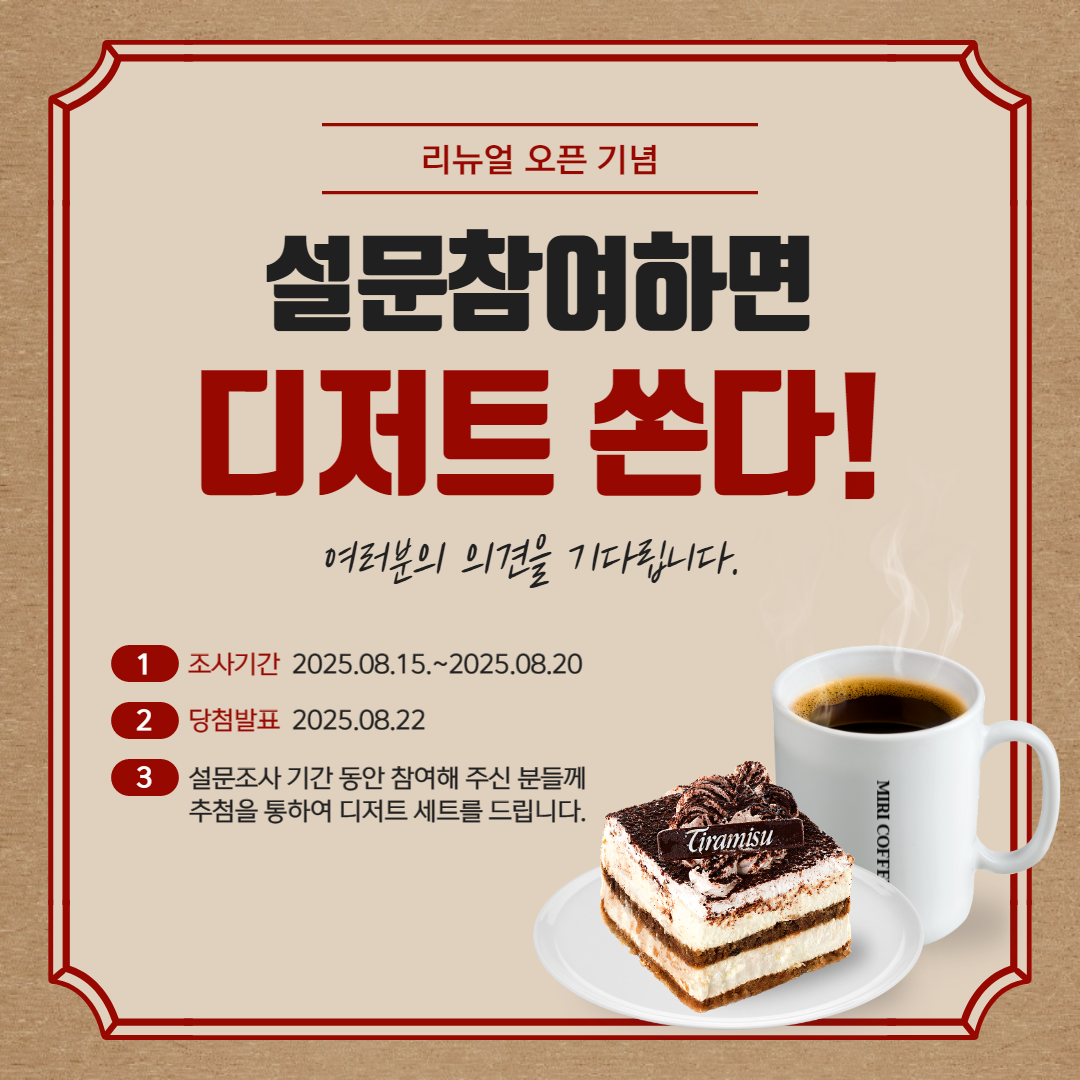 리뉴얼 오픈 기념
설문참여하면
디저트 쏜다!
여러분의 의견을 기다립니다.
1 조사기간 2025.08.15.~2025.08.20
2 당첨발표 2025.08.22
3 설문조사 기간 동안 참여해 주신 분들께
추첨을 통하여 디저트 세트를 드립니다.
Tiramisu
MIRI COFFE